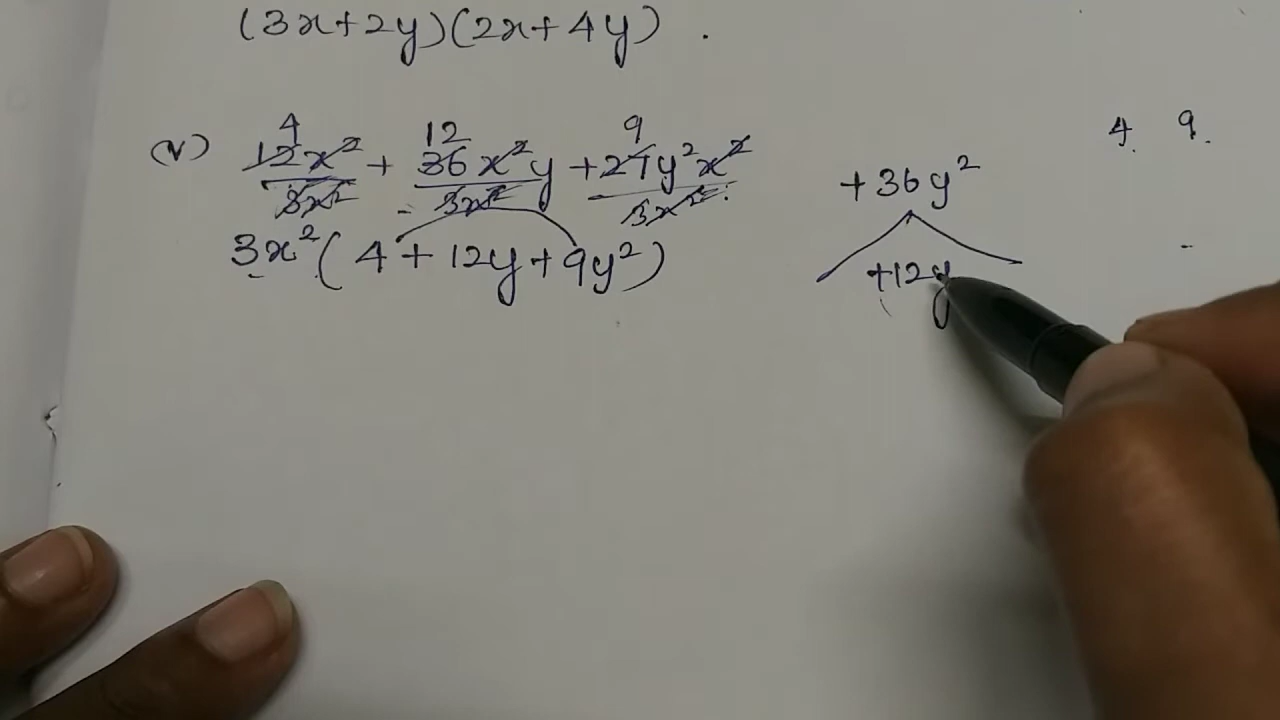 (3x+2y)(2x+4y) .
4 12 9
(V) 12x² + 36x²y + 27y²x²
3x² 3x² 3x²
3x²(4 + 12y + 9y²)
4 9
+36y²
+12y